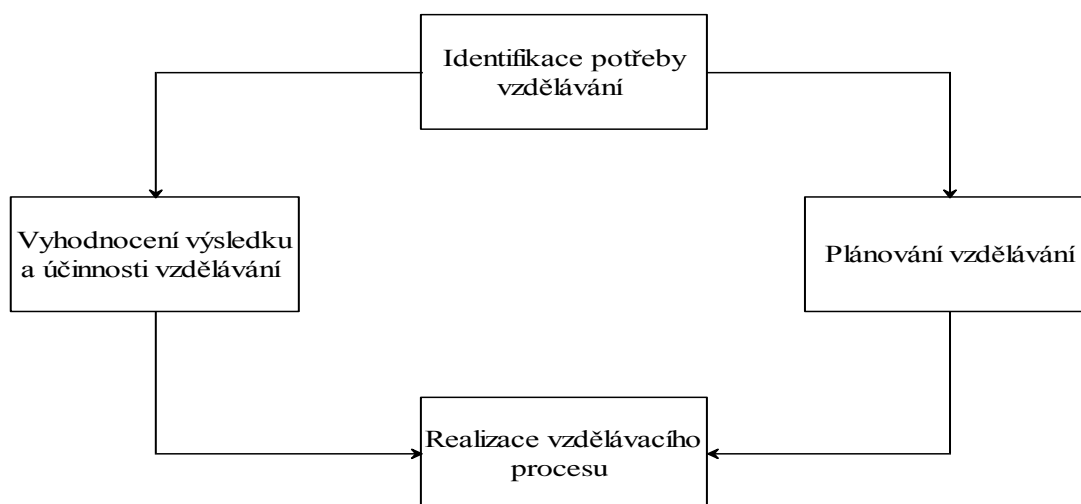 Identifikace potřeby
vzdělávání
Vyhodnocení výsledku
a účinnosti vzdělávání
Plánování vzdělávání
Realizace vzdělávacího
procesu